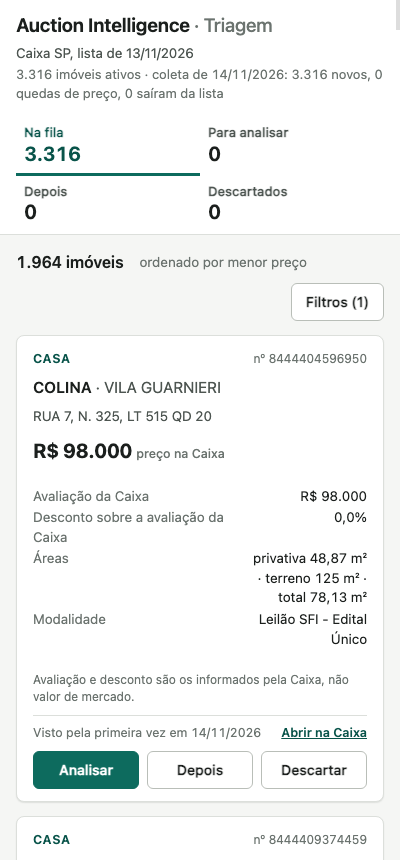 Auction Intelligence · Triagem
Caixa SP, lista de 13/11/2026
3.316 imóveis ativos · coleta de 14/11/2026: 3.316 novos, 0
quedas de preço, 0 saíram da lista
Na fila
3.316
Para analisar
0
Depois
0
Descartados
0
1.964 imóveis ordenado por menor preço
Filtros (1)
CASA nº 8444404596950
COLINA · VILA GUARNIERI
RUA 7, N. 325, LT 515 QD 20
R$ 98.000 preço na Caixa
Avaliação da Caixa R$ 98.000
Desconto sobre a avaliação da 0,0%
Caixa
Áreas privativa 48,87 m²
· terreno 125 m² ·
total 78,13 m²
Modalidade Leilão SFI - Edital
Único
Avaliação e desconto são os informados pela Caixa, não
valor de mercado.
Visto pela primeira vez em 14/11/2026 Abrir na Caixa
Analisar Depois Descartar
CASA nº 8444409374459